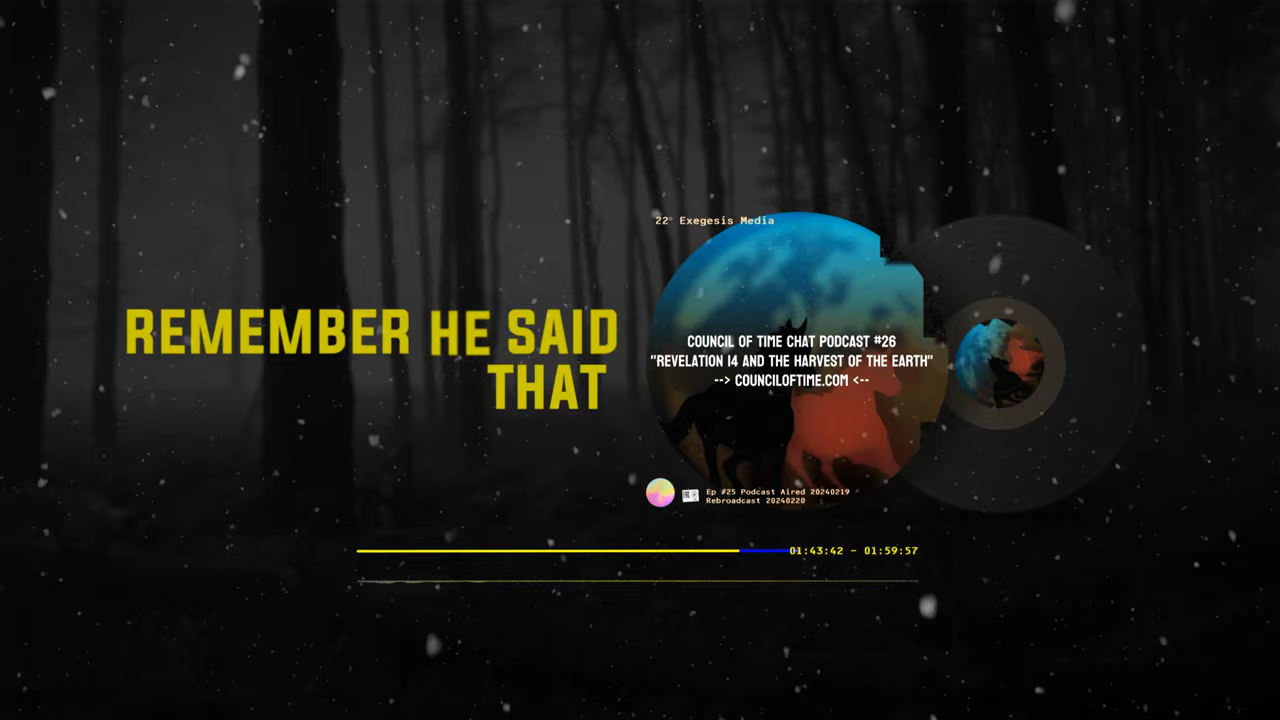 22° Exegesis Media
REMEMBER HE SAID
THAT
COUNCIL OF TIME CHAT PODCAST #26
"REVELATION 14 AND THE HARVEST OF THE EARTH"
--> COUNCILOFTIME.COM <--
Ep #25 Podcast Aired 20240219
Rebroadcast 20240220
01:43:42 - 01:59:57